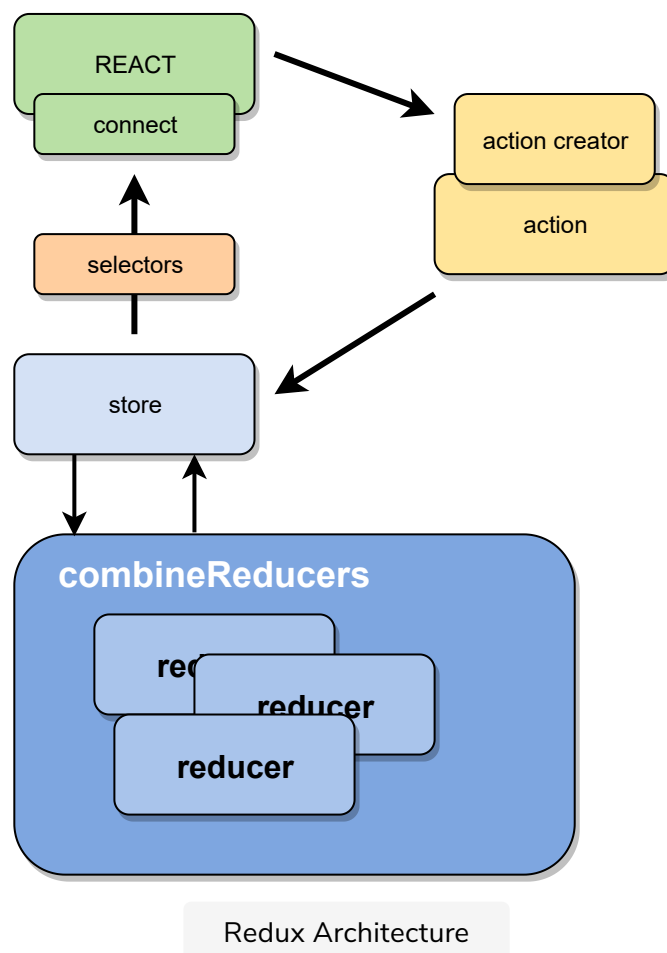 REACT
connect
action creator
action
selectors
store
combineReducers
reducer
reducer
Redux Architecture